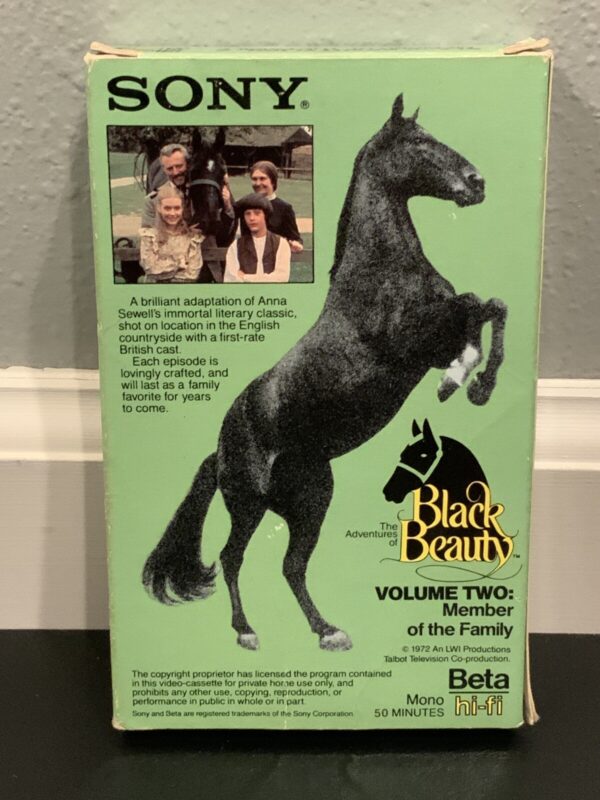 SONY®
A brilliant adaptation of Anna
Sewell's immortal literary classic,
shot on location in the English
countryside with a first-rate
British cast.
Each episode is
lovingly crafted, and
will last as a family
favorite for years
to come.
The
Adventures
of
Black
Beauty™
VOLUME TWO:
Member
of the Family
© 1972 An LWI Productions
Talbot Television Co-production.
The copyright proprietor has licensed the program contained
in this video-cassette for private home use only, and
prohibits any other use, copying, reproduction, or
performance in public in whole or in part.
Sony and Beta are registered trademarks of the Sony Corporation.
Mono
50 MINUTES
Beta
hi-fi